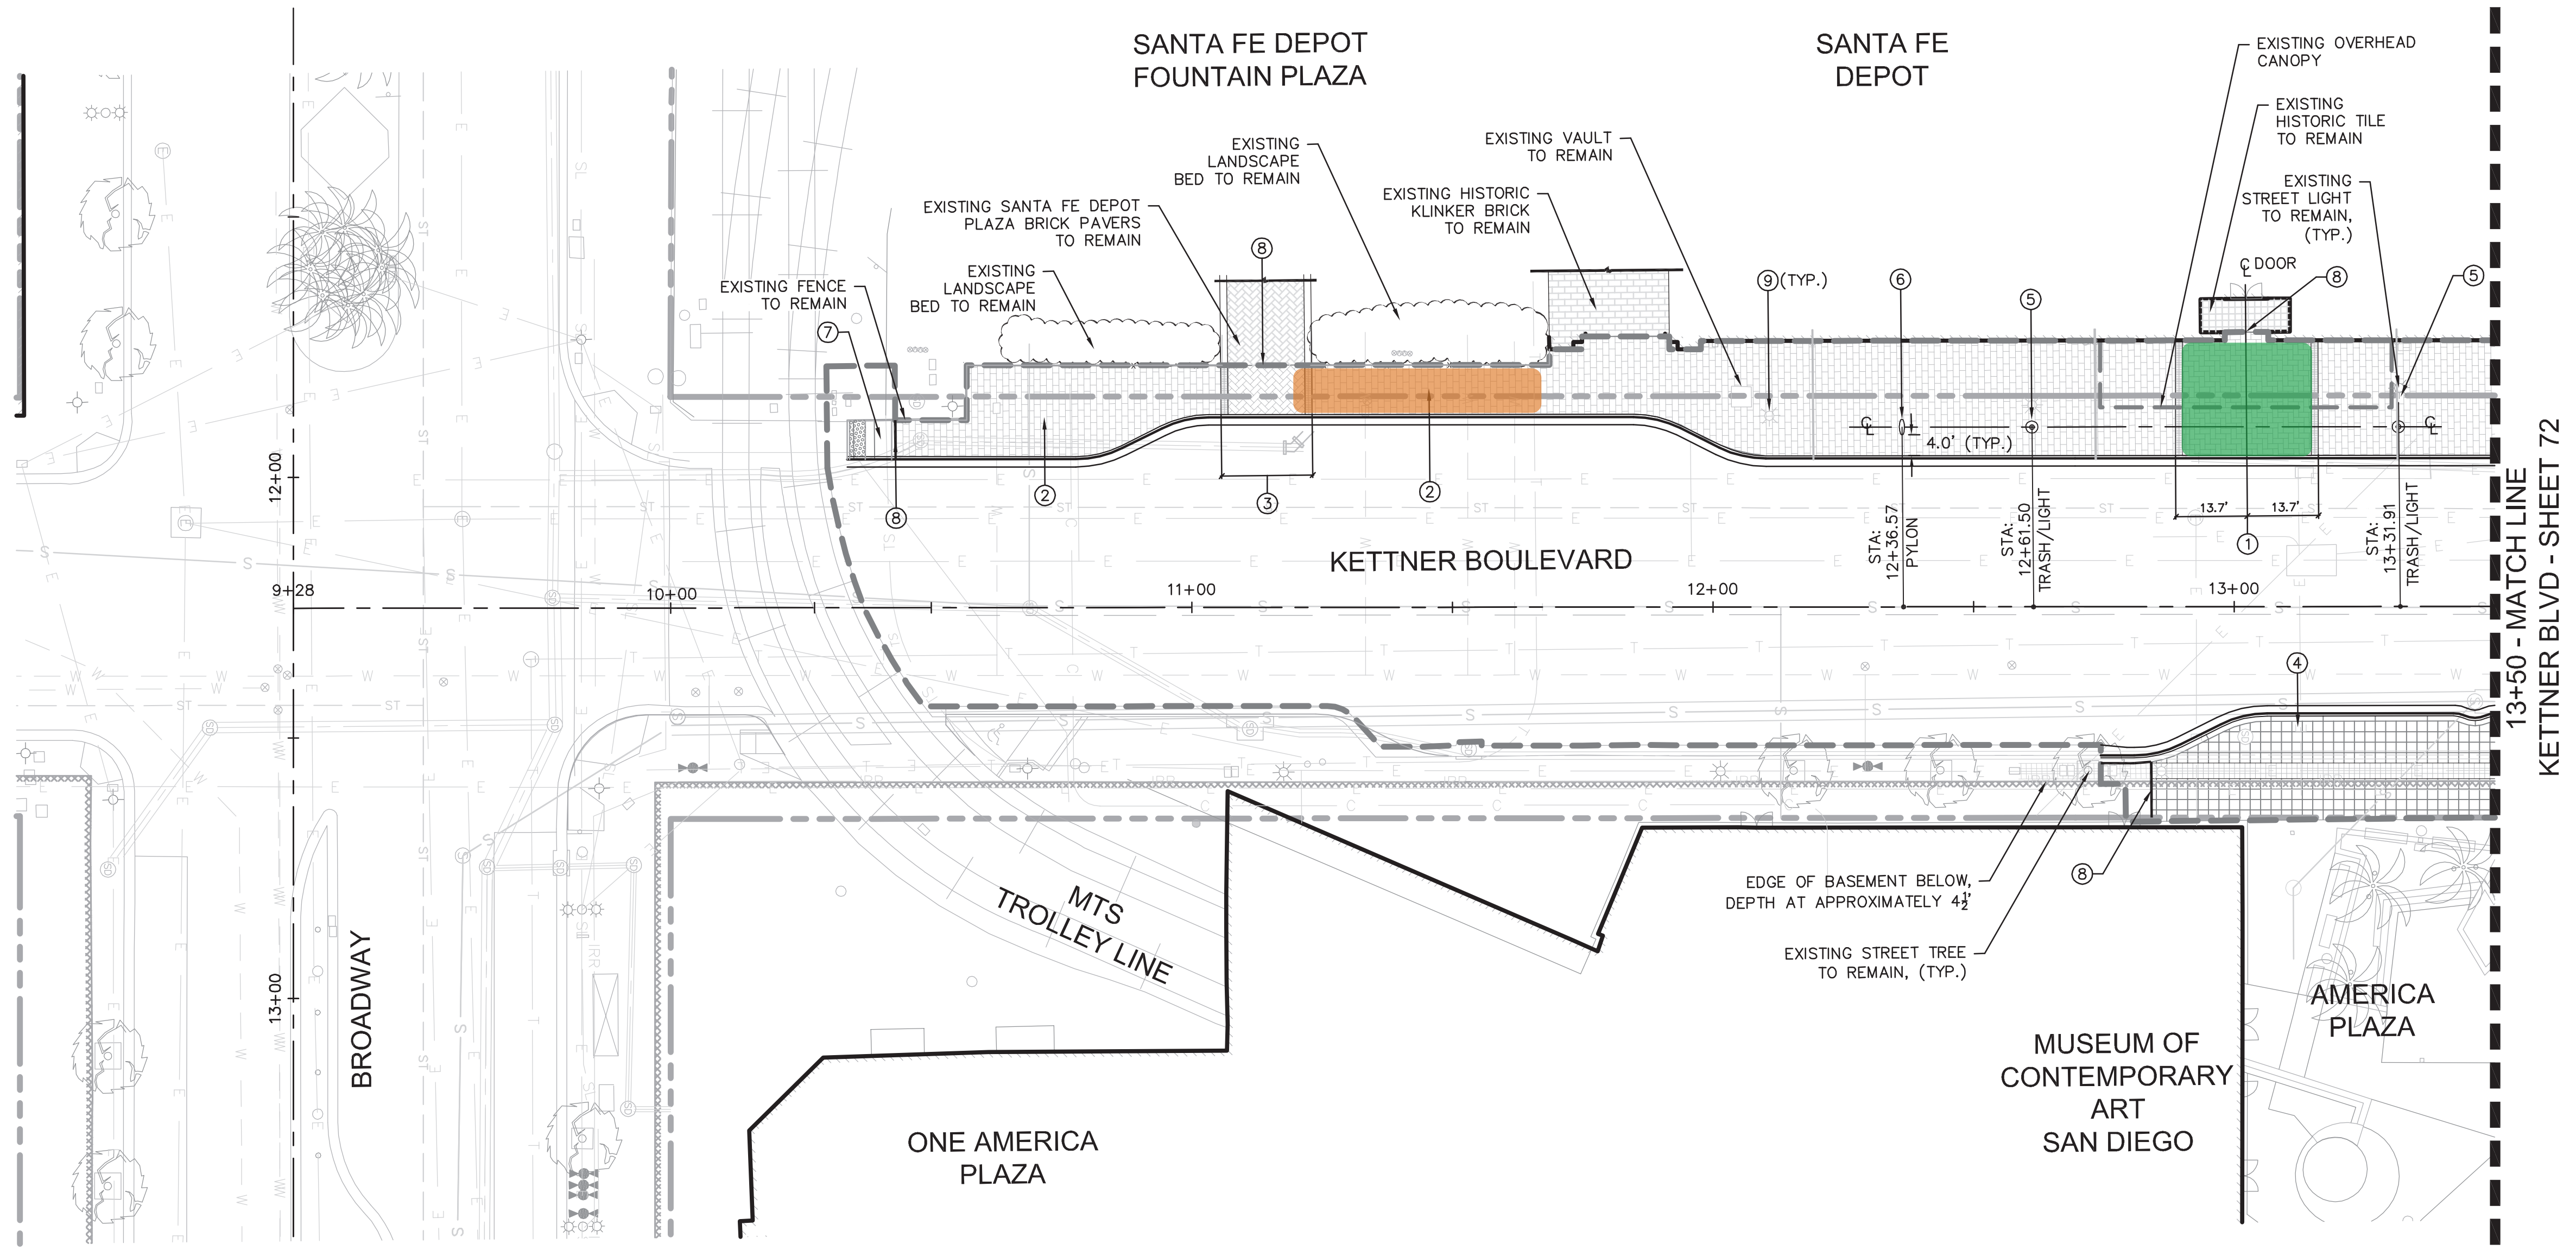 SANTA FE DEPOT
FOUNTAIN PLAZA
SANTA FE
DEPOT
EXISTING OVERHEAD
CANOPY
EXISTING
HISTORIC TILE
TO REMAIN
EXISTING
STREET LIGHT
TO REMAIN,
(TYP.)
EXISTING VAULT
TO REMAIN
EXISTING
LANDSCAPE
BED TO REMAIN
EXISTING HISTORIC
KLINKER BRICK
TO REMAIN
EXISTING SANTA FE DEPOT
PLAZA BRICK PAVERS
TO REMAIN
EXISTING
LANDSCAPE
BED TO REMAIN
EXISTING FENCE
TO REMAIN
7
8
9 (TYP.)
6
5
℄ DOOR
8
5
℄
4.0' (TYP.)
℄
8
2
3
2
12+00
STA:
12+36.57
PYLON
STA:
12+61.50
TRASH/LIGHT
13.7'
13.7'
1
STA:
13+31.91
TRASH/LIGHT
KETTNER BOULEVARD
9+28
10+00
11+00
12+00
13+00
4
13+50 - MATCH LINE
KETTNER BLVD - SHEET 72
8
EDGE OF BASEMENT BELOW,
DEPTH AT APPROXIMATELY 4½'
EXISTING STREET TREE
TO REMAIN, (TYP.)
MTS
TROLLEY LINE
13+00
BROADWAY
AMERICA
PLAZA
MUSEUM OF
CONTEMPORARY
ART
SAN DIEGO
ONE AMERICA
PLAZA